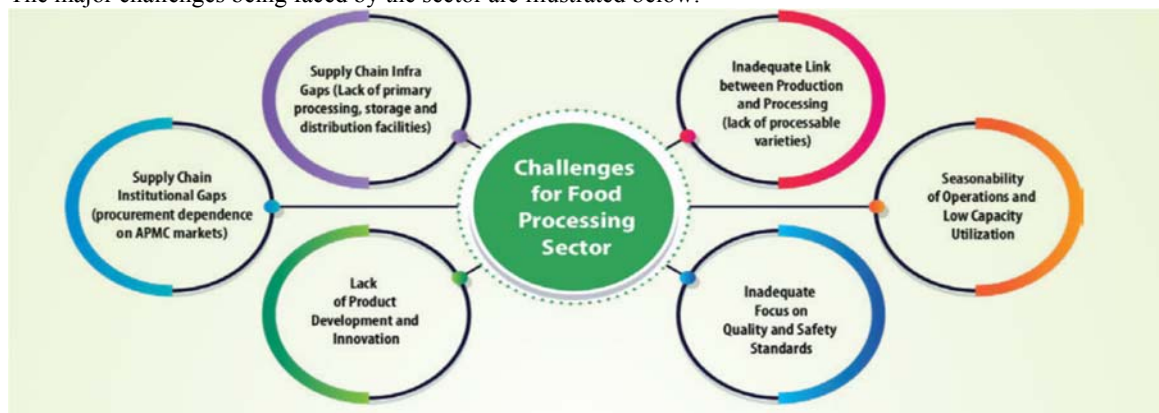 The major challenges being faced by the sector are illustrated below:
Supply Chain Infra
Gaps (Lack of primary
processing, storage and
distribution facilities)
Inadequate Link
between Production
and Processing
(lack of processable
varieties)
Supply Chain
Institutional Gaps
(procurement dependence
on APMC markets)
Challenges
for Food
Processing
Sector
Seasonability
of Operations and
Low Capacity
Utilization
Lack
of Product
Development and
Innovation
Inadequate
Focus on
Quality and Safety
Standards